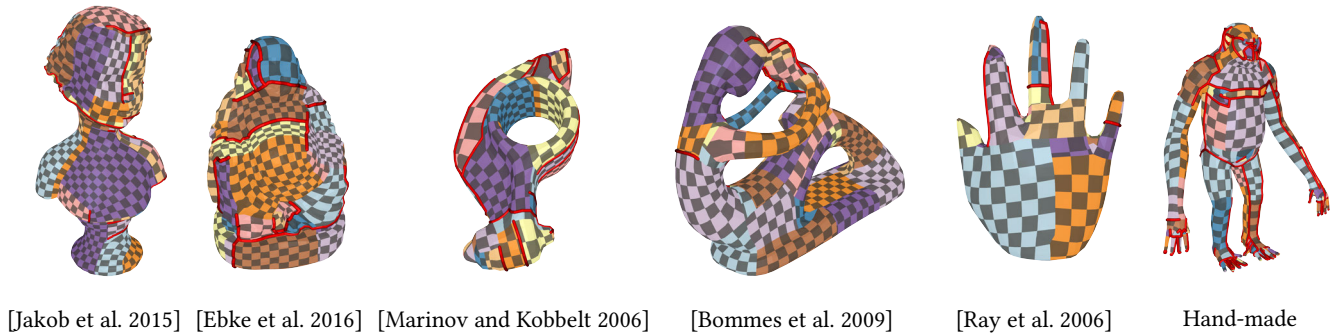 [Jakob et al. 2015] [Ebke et al. 2016] [Marinov and Kobbelt 2006] [Bommes et al. 2009] [Ray et al. 2006] Hand-made